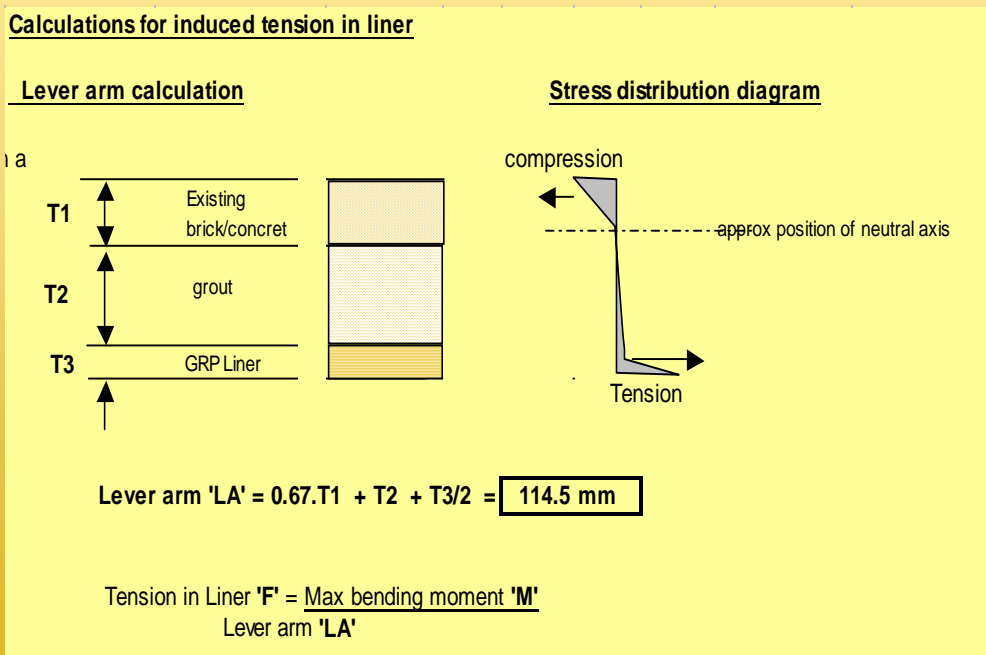 Calculations for induced tension in liner
Lever arm calculation
Stress distribution diagram
a
compression
T1
Existing
brick/concret
approx position of neutral axis
T2
grout
T3
GRP Liner
Tension
Lever arm 'LA' = 0.67.T1 + T2 + T3/2 = 114.5 mm
Tension in Liner 'F' = Max bending moment 'M'
Lever arm 'LA'